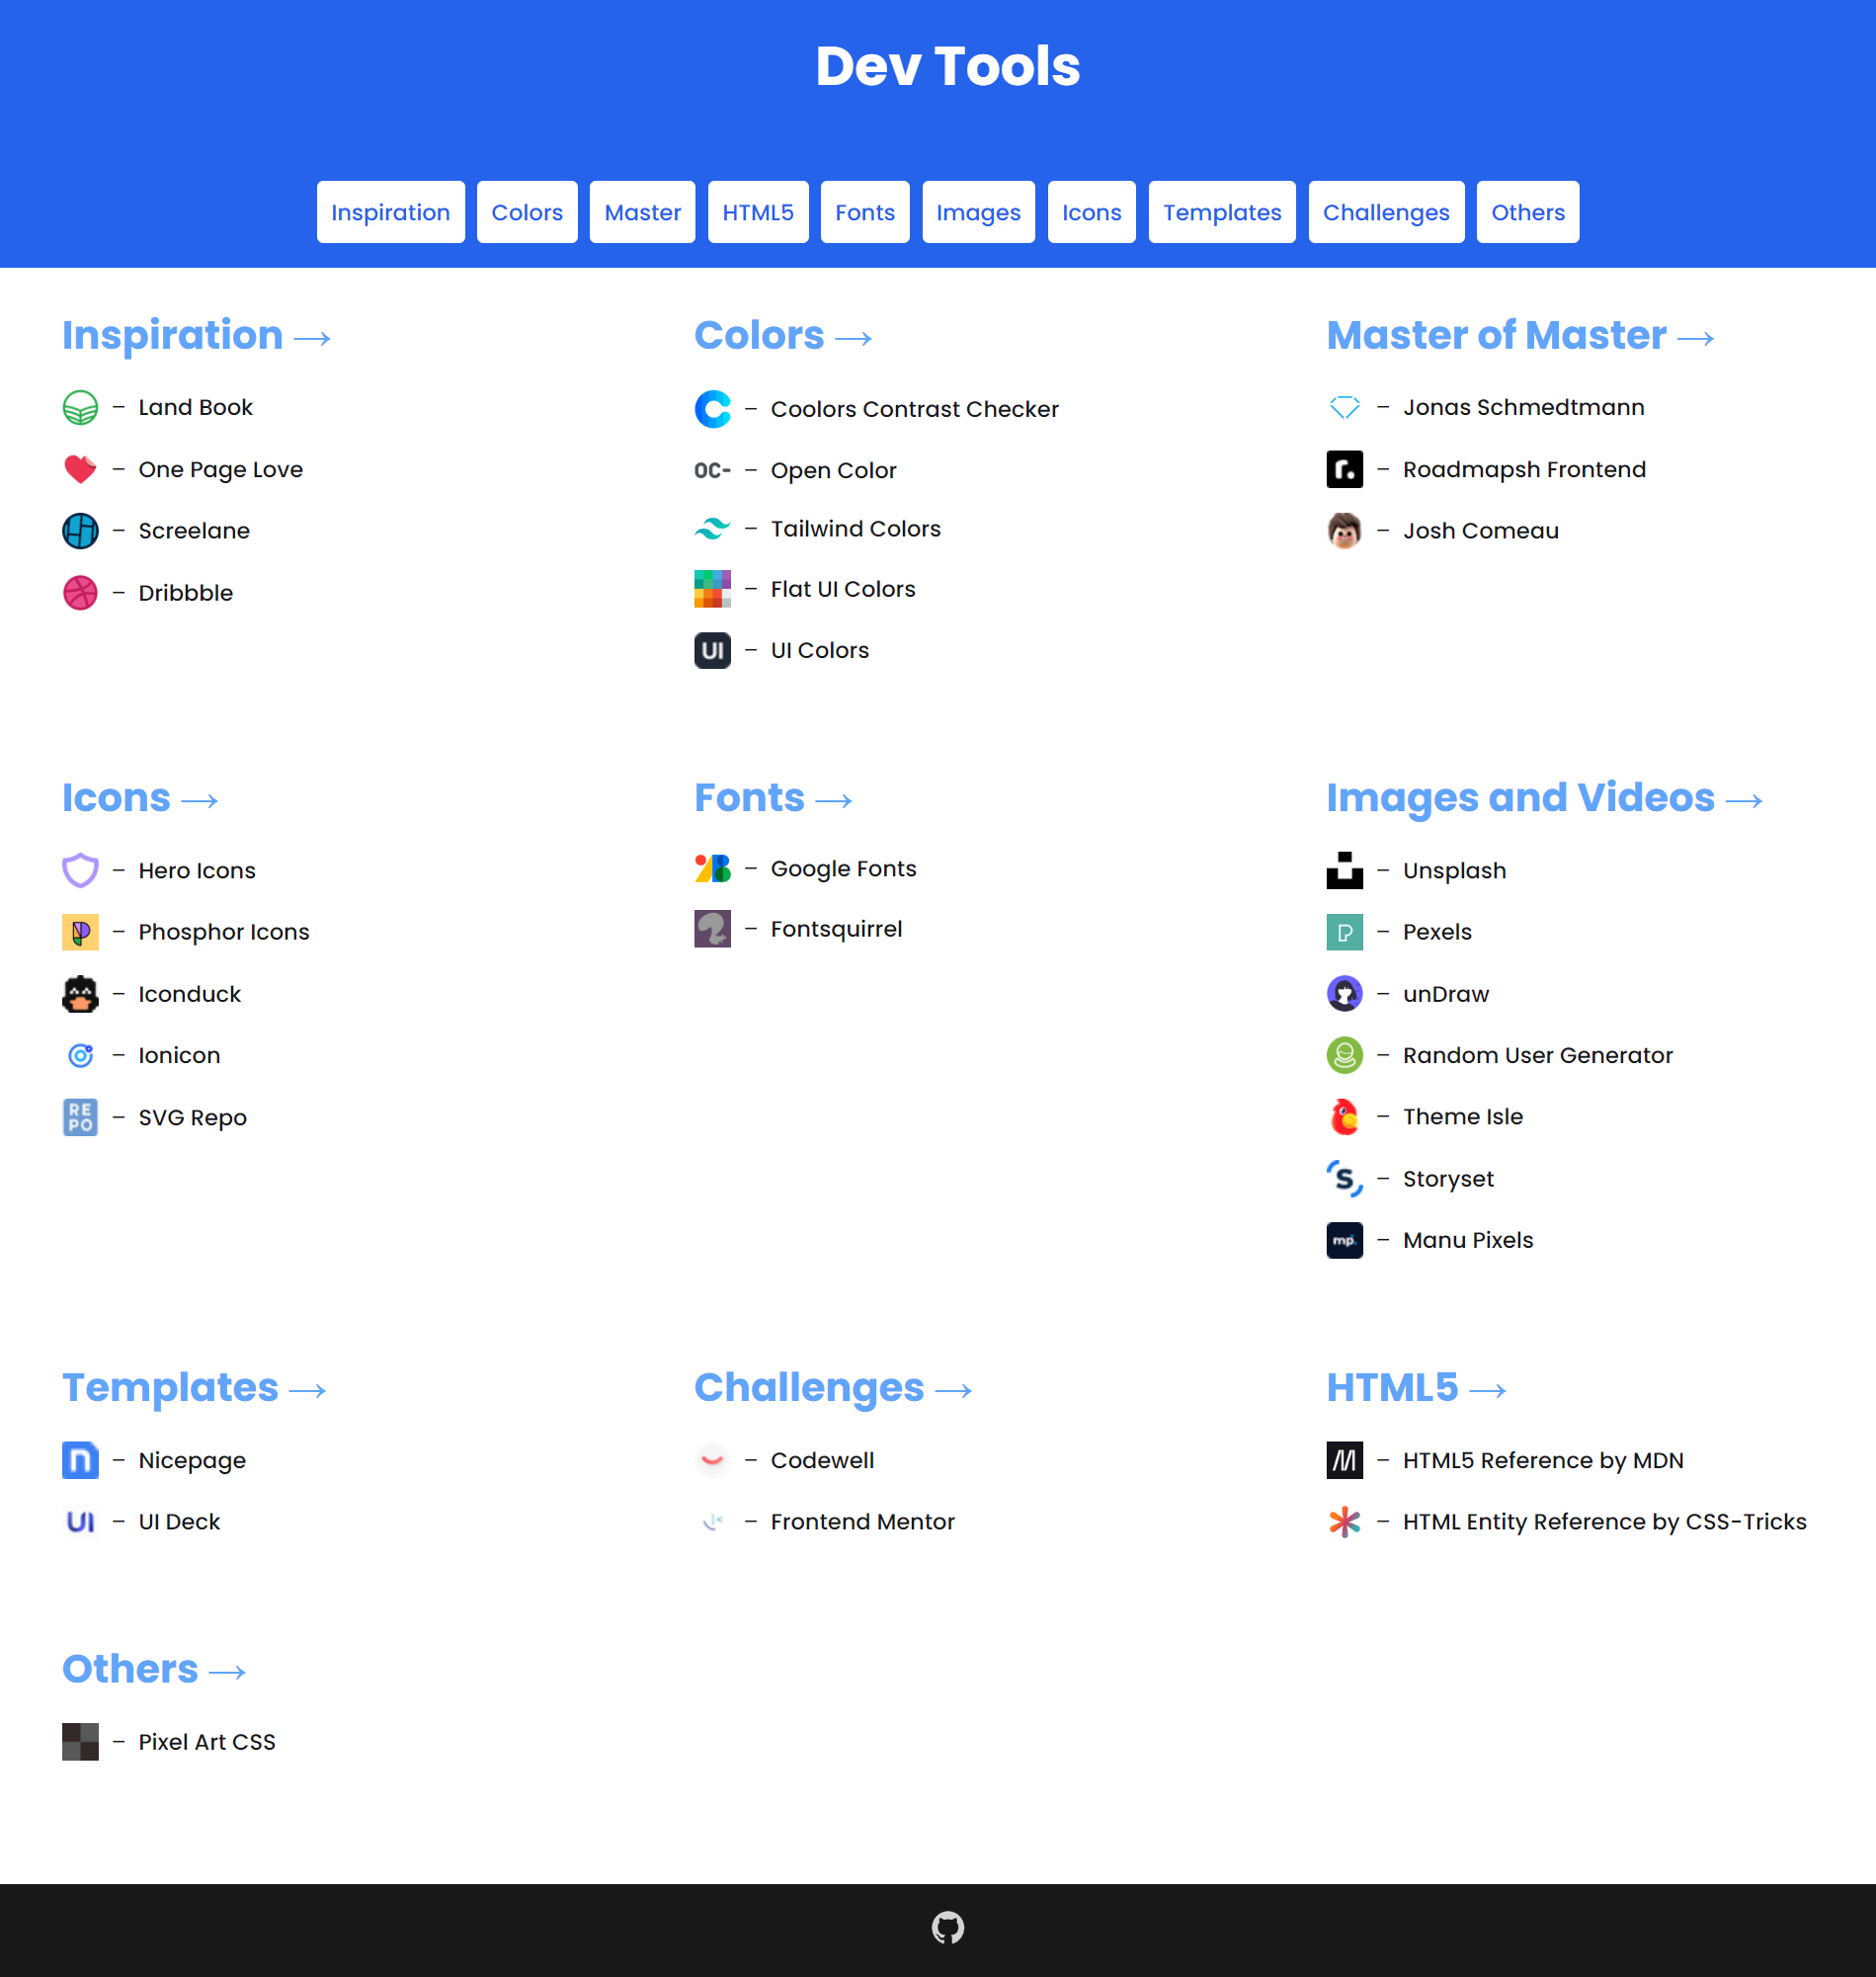 Dev Tools
Inspiration Colors Master HTML5 Fonts Images Icons Templates Challenges Others
Inspiration →
– Land Book
– One Page Love
– Screelane
– Dribbble
Colors →
– Coolors Contrast Checker
OC- – Open Color
– Tailwind Colors
– Flat UI Colors
UI – UI Colors
Master of Master →
– Jonas Schmedtmann
r. – Roadmapsh Frontend
– Josh Comeau
Icons →
– Hero Icons
– Phosphor Icons
– Iconduck
– Ionicon
RE
PO – SVG Repo
Fonts →
– Google Fonts
– Fontsquirrel
Images and Videos →
– Unsplash
P – Pexels
– unDraw
– Random User Generator
– Theme Isle
S – Storyset
mp. – Manu Pixels
Templates →
n – Nicepage
UI – UI Deck
Challenges →
– Codewell
– Frontend Mentor
HTML5 →
M – HTML5 Reference by MDN
– HTML Entity Reference by CSS-Tricks
Others →
– Pixel Art CSS